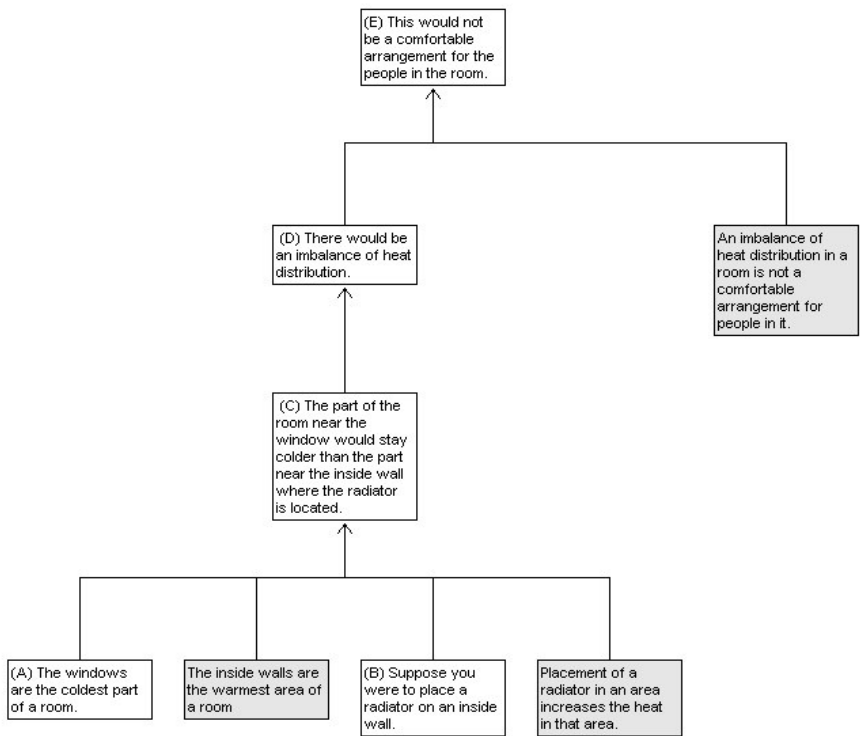 (E) This would not
be a comfortable
arrangement for the
people in the room.
(D) There would be
an imbalance of heat
distribution.
An imbalance of
heat distribution in a
room is not a
comfortable
arrangement for
people in it.
(C) The part of the
room near the
window would stay
colder than the part
near the inside wall
where the radiator
is located.
(A) The windows
are the coldest part
of a room.
The inside walls are
the warmest area of
a room
(B) Suppose you
were to place a
radiator on an inside
wall.
Placement of a
radiator in an area
increases the heat
in that area.